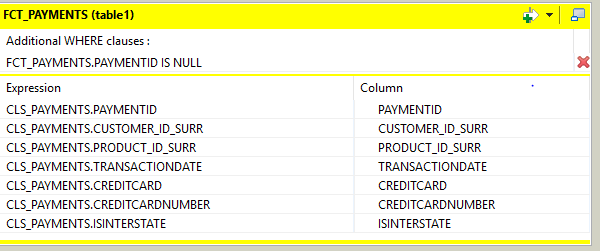 FCT_PAYMENTS (table1)
Additional WHERE clauses :
FCT_PAYMENTS.PAYMENTID IS NULL
Expression Column
CLS_PAYMENTS.PAYMENTID PAYMENTID
CLS_PAYMENTS.CUSTOMER_ID_SURR CUSTOMER_ID_SURR
CLS_PAYMENTS.PRODUCT_ID_SURR PRODUCT_ID_SURR
CLS_PAYMENTS.TRANSACTIONDATE TRANSACTIONDATE
CLS_PAYMENTS.CREDITCARD CREDITCARD
CLS_PAYMENTS.CREDITCARDNUMBER CREDITCARDNUMBER
CLS_PAYMENTS.ISINTERSTATE ISINTERSTATE